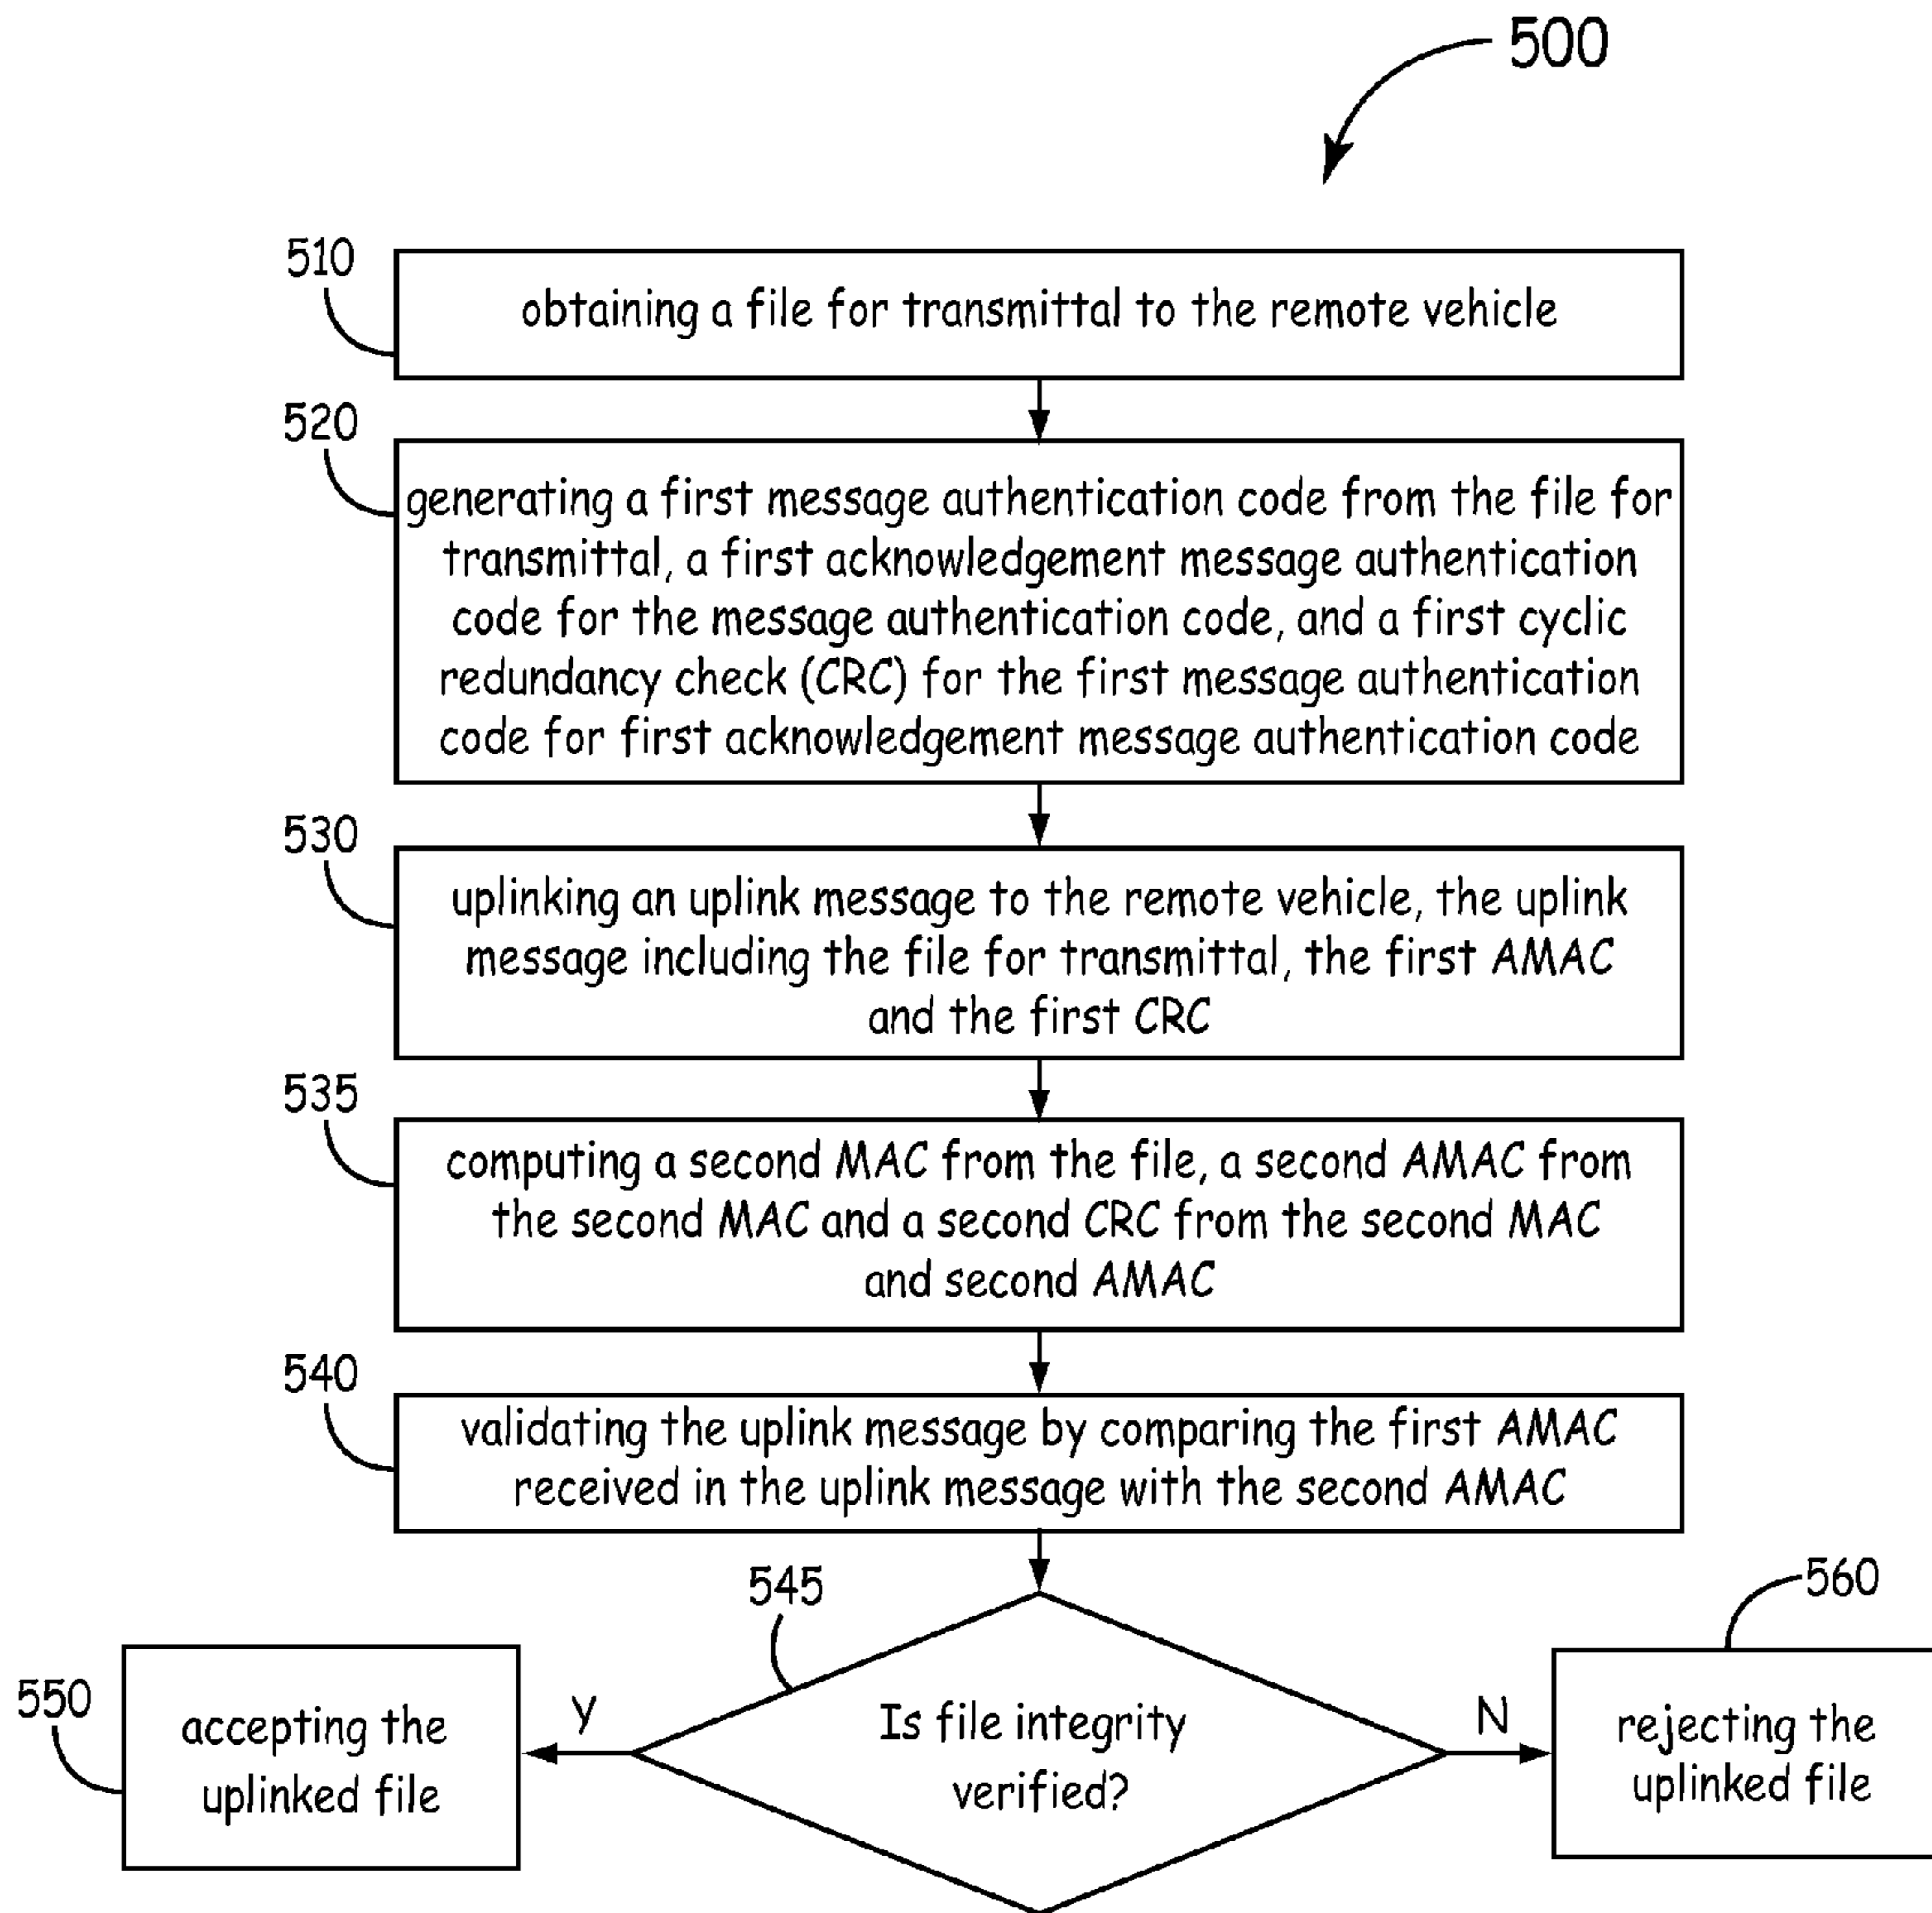 500
510
obtaining a file for transmittal to the remote vehicle
520
generating a first message authentication code from the file for
transmittal, a first acknowledgement message authentication
code for the message authentication code, and a first cyclic
redundancy check (CRC) for the first message authentication
code for first acknowledgement message authentication code
530
uplinking an uplink message to the remote vehicle, the uplink
message including the file for transmittal, the first AMAC
and the first CRC
535
computing a second MAC from the file, a second AMAC from
the second MAC and a second CRC from the second MAC
and second AMAC
540
validating the uplink message by comparing the first AMAC
received in the uplink message with the second AMAC
545
Is file integrity
verified?
Y
550
accepting the
uplinked file
N
560
rejecting the
uplinked file